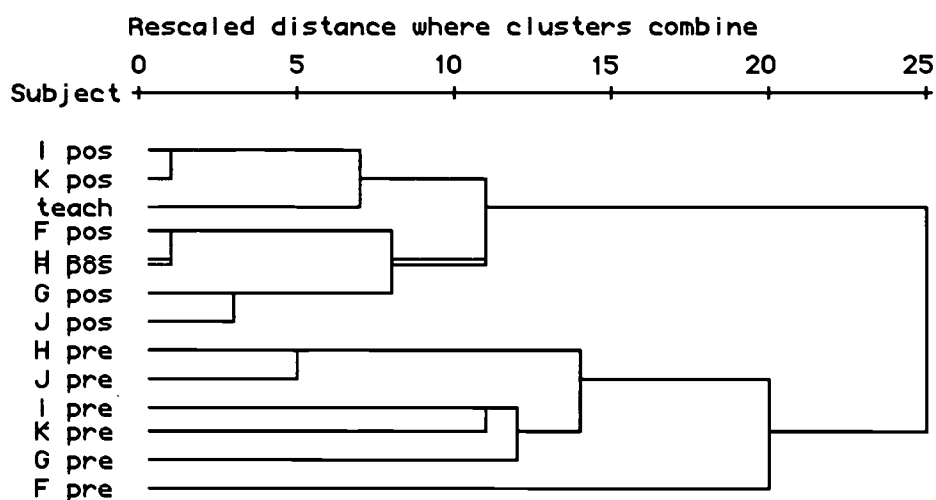 Rescaled distance where clusters combine
0 5 10 15 20 25
Subject
I pos
K pos
teach
F pos
H pos
G pos
J pos
H pre
J pre
I pre
K pre
G pre
F pre